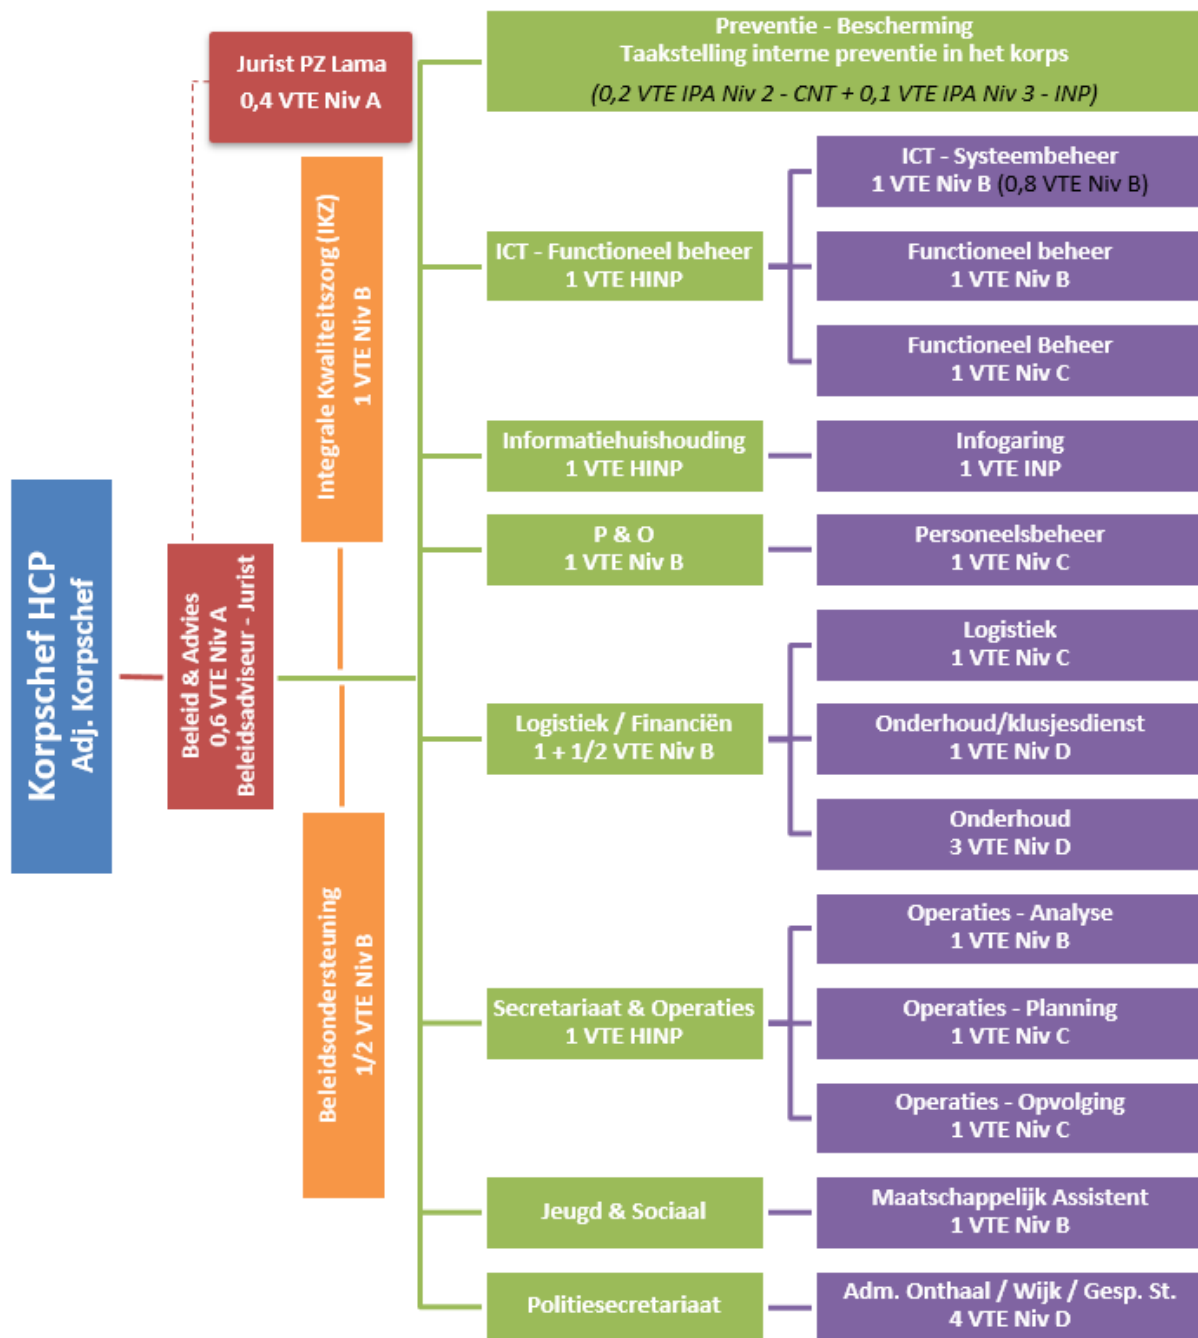 Korpschef HCP
Adj. Korpschef
Beleid & Advies
0,6 VTE Niv A
Beleidsadviseur - Jurist
Jurist PZ Lama
0,4 VTE Niv A
Integrale Kwaliteitszorg (IKZ)
1 VTE Niv B
Beleidsondersteuning
1/2 VTE Niv B
Preventie - Bescherming
Taakstelling interne preventie in het korps
(0,2 VTE IPA Niv 2 - CNT + 0,1 VTE IPA Niv 3 - INP)
ICT - Functioneel beheer
1 VTE HINP
ICT - Systeembeheer
1 VTE Niv B (0,8 VTE Niv B)
Functioneel beheer
1 VTE Niv B
Functioneel Beheer
1 VTE Niv C
Informatiehuishouding
1 VTE HINP
Infogaring
1 VTE INP
P & O
1 VTE Niv B
Personeelsbeheer
1 VTE Niv C
Logistiek / Financiën
1 + 1/2 VTE Niv B
Logistiek
1 VTE Niv C
Onderhoud/klusjesdienst
1 VTE Niv D
Onderhoud
3 VTE Niv D
Secretariaat & Operaties
1 VTE HINP
Operaties - Analyse
1 VTE Niv B
Operaties - Planning
1 VTE Niv C
Operaties - Opvolging
1 VTE Niv C
Jeugd & Sociaal
Maatschappelijk Assistent
1 VTE Niv B
Politiesecretariaat
Adm. Onthaal / Wijk / Gesp. St.
4 VTE Niv D